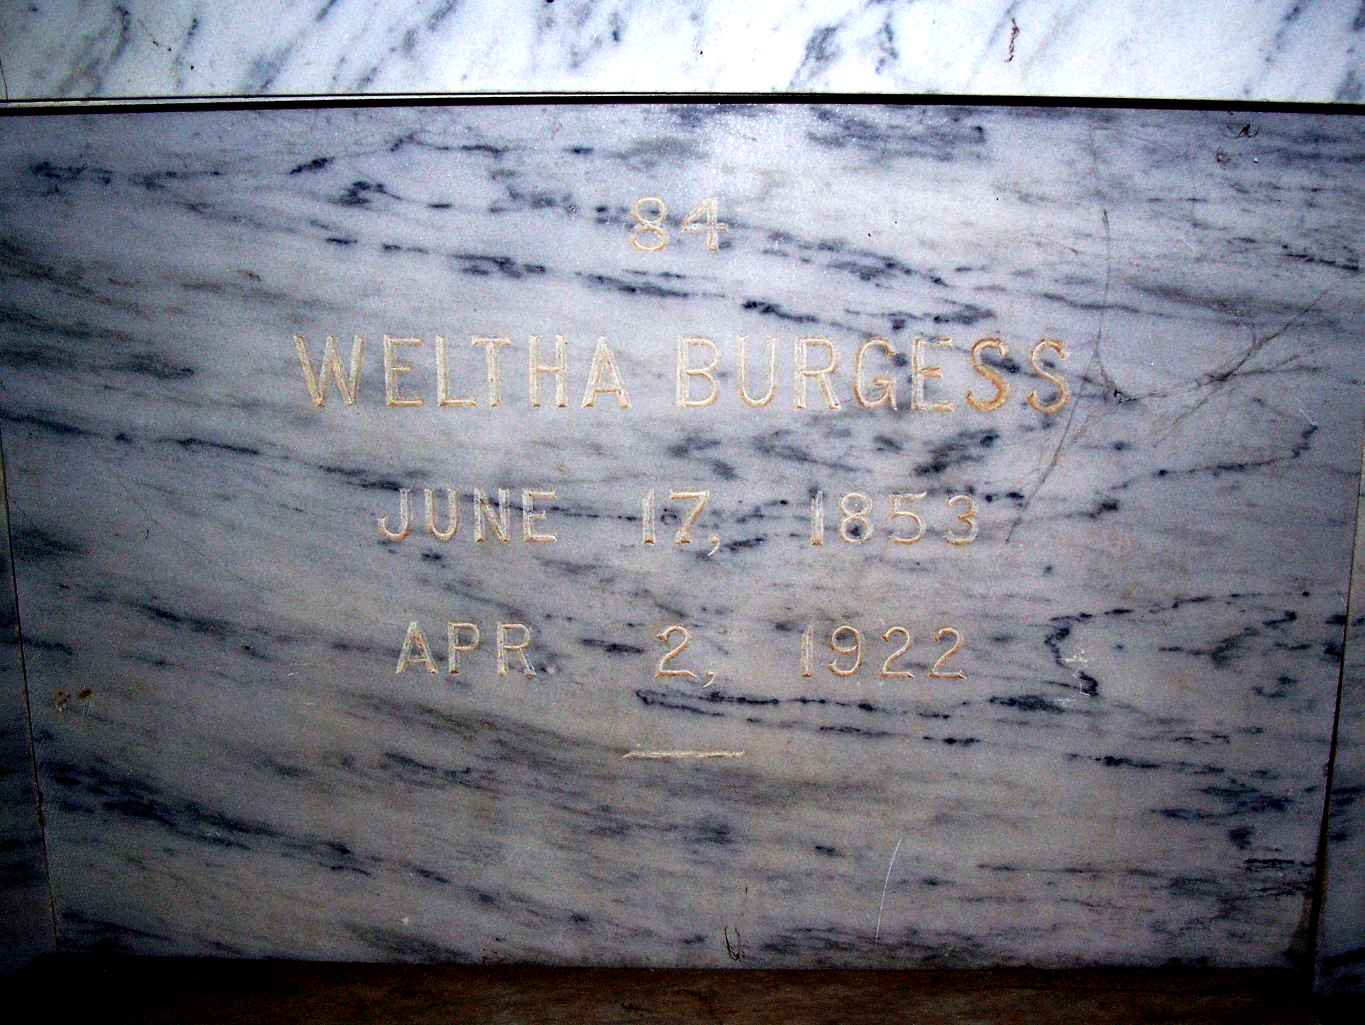 84
WELTHA BURGESS
JUNE 17, 1853
APR. 2, 1922